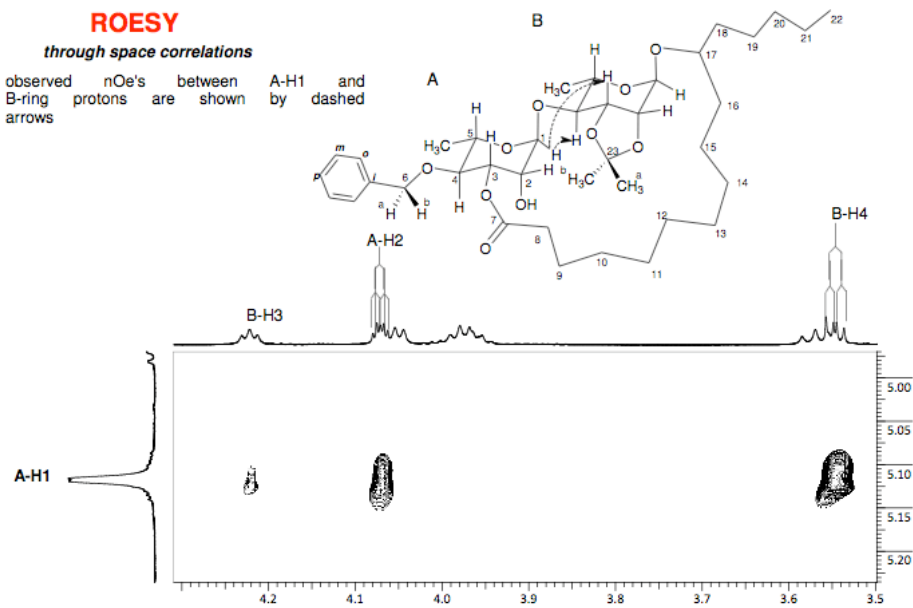 ROESY
through space correlations
observed nOe's between A-H1 and
B-ring protons are shown by dashed
arrows
A
B
22
20
21
18
19
17
16
15
14
13
12
11
10
9
8
7
O
H
H
CH₃
O
O
H
H
O
O
H
23
O
H₃C
CH₃
a
b
H
5
CH₃
O
1
H
H
4
3
2
H
O
OH
O
O
6
m
o
p
i
a
b
H
H
H
B-H4
A-H2
B-H3
A-H1
5.00
5.05
5.10
5.15
5.20
4.2
4.1
4.0
3.9
3.8
3.7
3.6
3.5